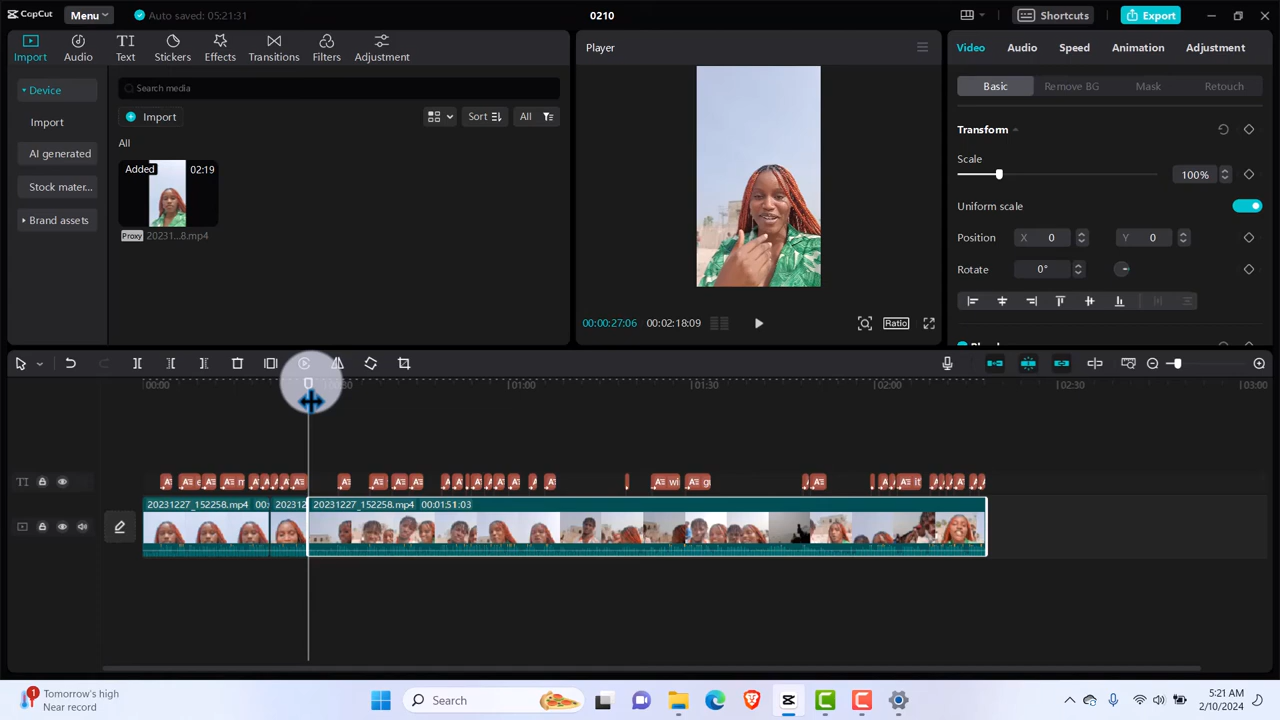 CapCut
Menu
Auto saved: 05:21:31
0210
Shortcuts
Export
Import
Audio
Text
Stickers
Effects
Transitions
Filters
Adjustment
Device
Import
AI generated
Stock mater...
Brand assets
Search media
Import
Sort
All
All
Added
02:19
Proxy
20231...8.mp4
Player
00:00:27:06
00:02:18:09
Ratio
Video
Audio
Speed
Animation
Adjustment
Basic
Remove BG
Mask
Retouch
Transform
Scale
100%
Uniform scale
Position
X
0
Y
0
Rotate
0°
00:00
01:00
01:30
02:00
02:30
03:00
20231227_152258.mp4
00:
202312
20231227_152258.mp4
00:01:51:03
1
Tomorrow's high
Near record
Search
5:21 AM
2/10/2024